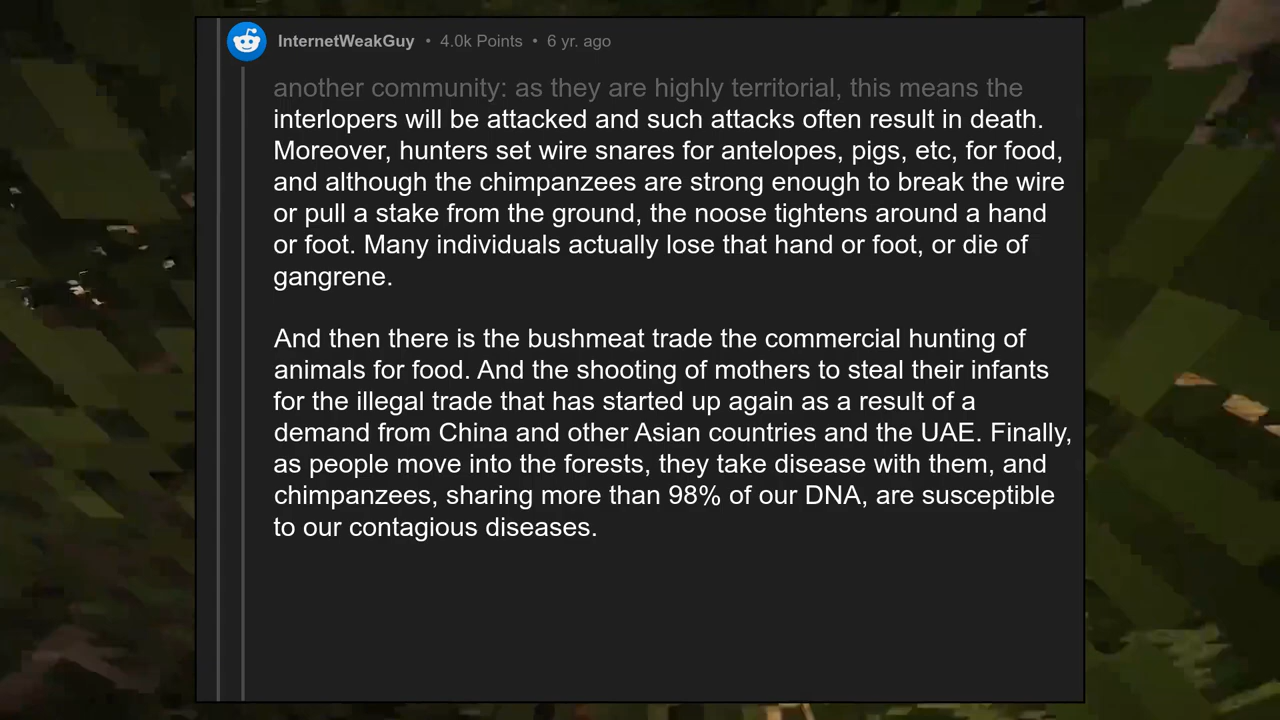 InternetWeakGuy • 4.0k Points • 6 yr. ago
another community: as they are highly territorial, this means the
interlopers will be attacked and such attacks often result in death.
Moreover, hunters set wire snares for antelopes, pigs, etc, for food,
and although the chimpanzees are strong enough to break the wire
or pull a stake from the ground, the noose tightens around a hand
or foot. Many individuals actually lose that hand or foot, or die of
gangrene.
And then there is the bushmeat trade the commercial hunting of
animals for food. And the shooting of mothers to steal their infants
for the illegal trade that has started up again as a result of a
demand from China and other Asian countries and the UAE. Finally,
as people move into the forests, they take disease with them, and
chimpanzees, sharing more than 98% of our DNA, are susceptible
to our contagious diseases.